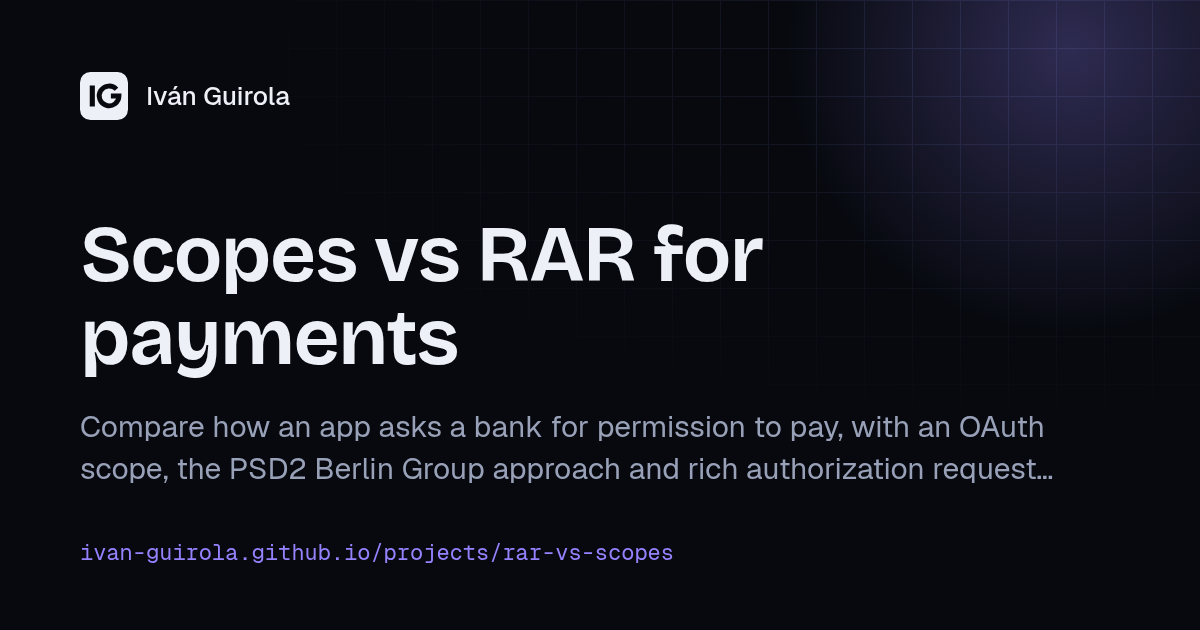 IG Iván Guirola
Scopes vs RAR for
payments
Compare how an app asks a bank for permission to pay, with an OAuth
scope, the PSD2 Berlin Group approach and rich authorization request…
ivan-guirola.github.io/projects/rar-vs-scopes